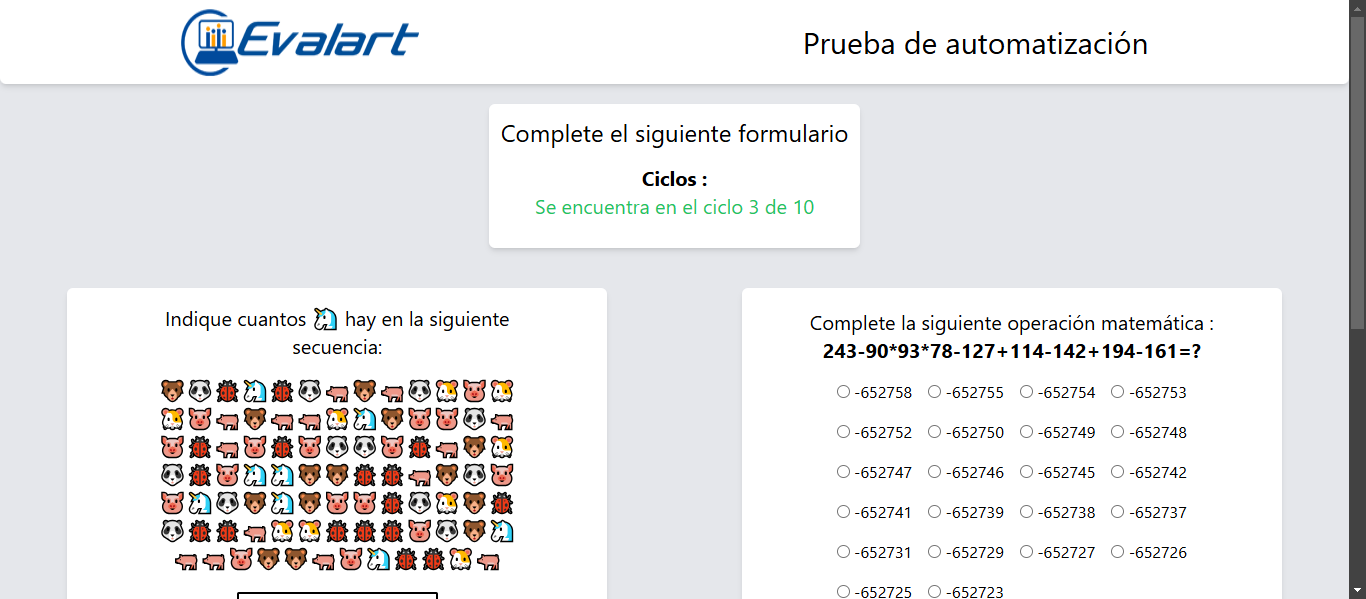 Evalart
Prueba de automatización
Complete el siguiente formulario
Ciclos :
Se encuentra en el ciclo 3 de 10
Indique cuantos 🦄 hay en la siguiente
secuencia:
Complete la siguiente operación matemática :
243-90*93*78-127+114-142+194-161=?
-652758 -652755 -652754 -652753
-652752 -652750 -652749 -652748
-652747 -652746 -652745 -652742
-652741 -652739 -652738 -652737
-652731 -652729 -652727 -652726
-652725 -652723